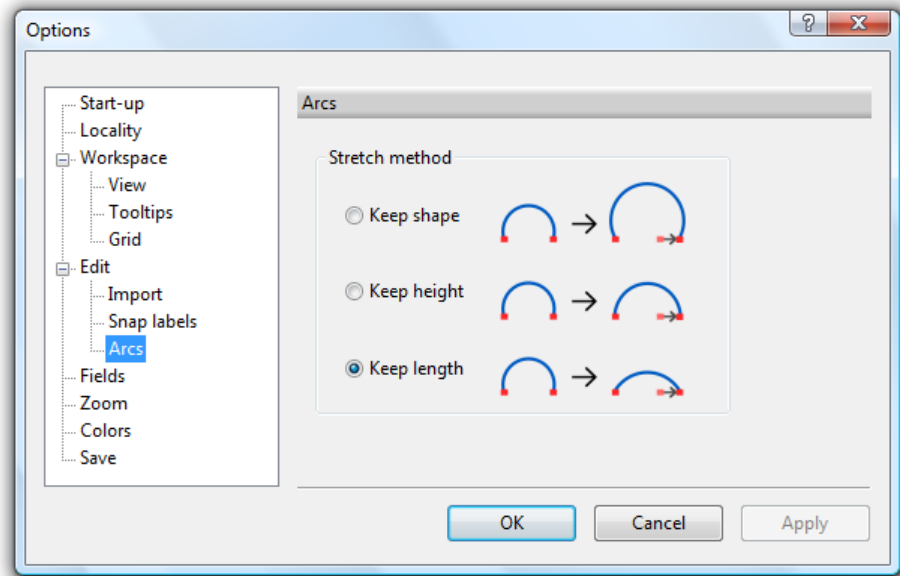 Options
?
Start-up
Locality
Workspace
View
Tooltips
Grid
Edit
Import
Snap labels
Arcs
Fields
Zoom
Colors
Save
Arcs
Stretch method
Keep shape
Keep height
Keep length
OK
Cancel
Apply